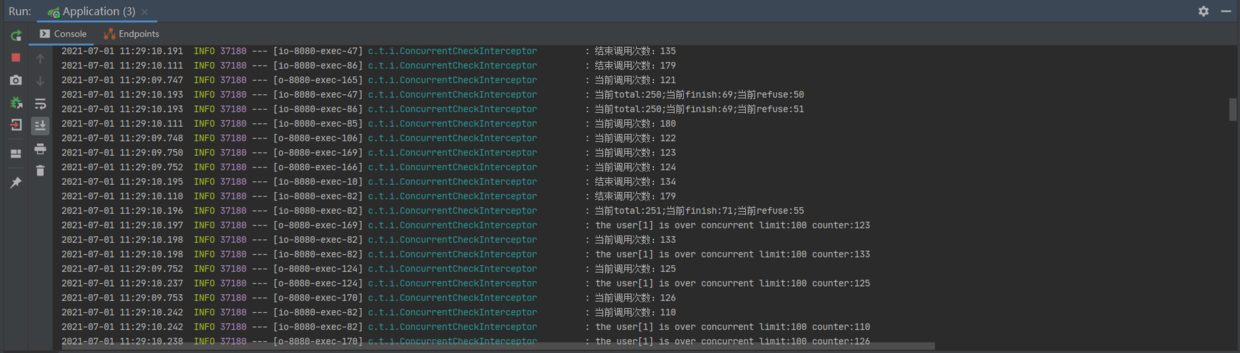 Run: Application (3) ×
Console Endpoints
2021-07-01 11:29:10.191 INFO 37180 --- [io-8080-exec-47] c.t.i.ConcurrentCheckInterceptor : 结束调用次数：135
2021-07-01 11:29:10.111 INFO 37180 --- [io-8080-exec-86] c.t.i.ConcurrentCheckInterceptor : 结束调用次数：179
2021-07-01 11:29:09.747 INFO 37180 --- [o-8080-exec-165] c.t.i.ConcurrentCheckInterceptor : 当前调用次数：121
2021-07-01 11:29:10.193 INFO 37180 --- [io-8080-exec-47] c.t.i.ConcurrentCheckInterceptor : 当前total:250;当前finish:69;当前refuse:50
2021-07-01 11:29:10.193 INFO 37180 --- [io-8080-exec-86] c.t.i.ConcurrentCheckInterceptor : 当前total:250;当前finish:69;当前refuse:51
2021-07-01 11:29:10.111 INFO 37180 --- [io-8080-exec-85] c.t.i.ConcurrentCheckInterceptor : 当前调用次数：180
2021-07-01 11:29:09.748 INFO 37180 --- [o-8080-exec-106] c.t.i.ConcurrentCheckInterceptor : 当前调用次数：122
2021-07-01 11:29:09.750 INFO 37180 --- [o-8080-exec-169] c.t.i.ConcurrentCheckInterceptor : 当前调用次数：123
2021-07-01 11:29:09.752 INFO 37180 --- [o-8080-exec-166] c.t.i.ConcurrentCheckInterceptor : 当前调用次数：124
2021-07-01 11:29:10.195 INFO 37180 --- [io-8080-exec-10] c.t.i.ConcurrentCheckInterceptor : 结束调用次数：134
2021-07-01 11:29:10.110 INFO 37180 --- [io-8080-exec-82] c.t.i.ConcurrentCheckInterceptor : 结束调用次数：179
2021-07-01 11:29:10.196 INFO 37180 --- [io-8080-exec-82] c.t.i.ConcurrentCheckInterceptor : 当前total:251;当前finish:71;当前refuse:55
2021-07-01 11:29:10.197 INFO 37180 --- [o-8080-exec-169] c.t.i.ConcurrentCheckInterceptor : the user[1] is over concurrent limit:100 counter:123
2021-07-01 11:29:10.198 INFO 37180 --- [io-8080-exec-82] c.t.i.ConcurrentCheckInterceptor : 当前调用次数：133
2021-07-01 11:29:10.198 INFO 37180 --- [io-8080-exec-82] c.t.i.ConcurrentCheckInterceptor : the user[1] is over concurrent limit:100 counter:133
2021-07-01 11:29:09.752 INFO 37180 --- [o-8080-exec-124] c.t.i.ConcurrentCheckInterceptor : 当前调用次数：125
2021-07-01 11:29:10.237 INFO 37180 --- [o-8080-exec-124] c.t.i.ConcurrentCheckInterceptor : the user[1] is over concurrent limit:100 counter:125
2021-07-01 11:29:09.753 INFO 37180 --- [o-8080-exec-170] c.t.i.ConcurrentCheckInterceptor : 当前调用次数：126
2021-07-01 11:29:10.242 INFO 37180 --- [io-8080-exec-82] c.t.i.ConcurrentCheckInterceptor : 当前调用次数：110
2021-07-01 11:29:10.242 INFO 37180 --- [io-8080-exec-82] c.t.i.ConcurrentCheckInterceptor : the user[1] is over concurrent limit:100 counter:110
2021-07-01 11:29:10.238 INFO 37180 --- [o-8080-exec-170] c.t.i.ConcurrentCheckInterceptor : the user[1] is over concurrent limit:100 counter:126